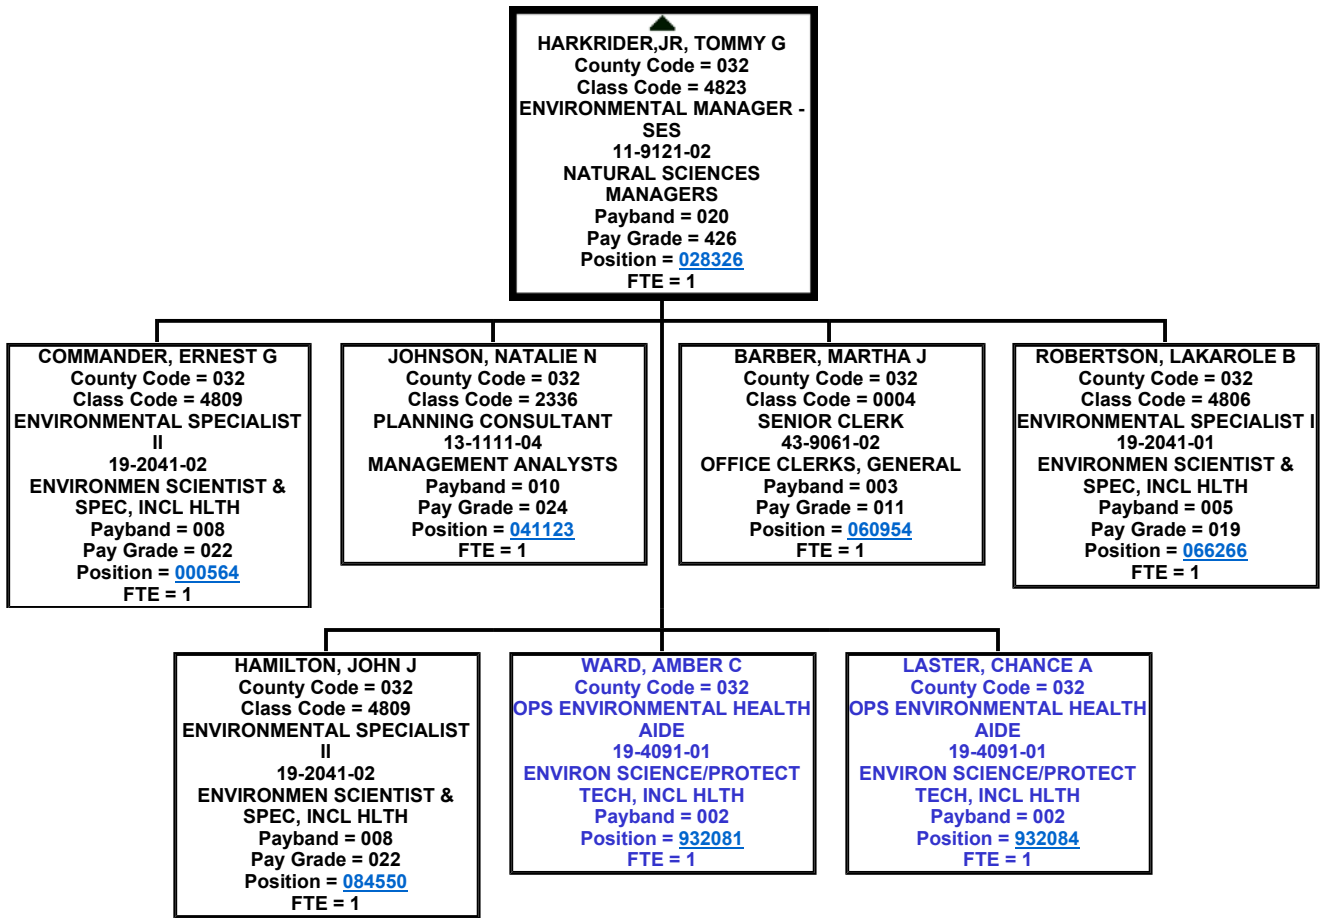 HARKRIDER,JR, TOMMY G
County Code = 032
Class Code = 4823
ENVIRONMENTAL MANAGER -
SES
11-9121-02
NATURAL SCIENCES
MANAGERS
Payband = 020
Pay Grade = 426
Position = 028326
FTE = 1
COMMANDER, ERNEST G
County Code = 032
Class Code = 4809
ENVIRONMENTAL SPECIALIST
II
19-2041-02
ENVIRONMEN SCIENTIST &
SPEC, INCL HLTH
Payband = 008
Pay Grade = 022
Position = 000564
FTE = 1
JOHNSON, NATALIE N
County Code = 032
Class Code = 2336
PLANNING CONSULTANT
13-1111-04
MANAGEMENT ANALYSTS
Payband = 010
Pay Grade = 024
Position = 041123
FTE = 1
BARBER, MARTHA J
County Code = 032
Class Code = 0004
SENIOR CLERK
43-9061-02
OFFICE CLERKS, GENERAL
Payband = 003
Pay Grade = 011
Position = 060954
FTE = 1
ROBERTSON, LAKAROLE B
County Code = 032
Class Code = 4806
ENVIRONMENTAL SPECIALIST I
19-2041-01
ENVIRONMEN SCIENTIST &
SPEC, INCL HLTH
Payband = 005
Pay Grade = 019
Position = 066266
FTE = 1
HAMILTON, JOHN J
County Code = 032
Class Code = 4809
ENVIRONMENTAL SPECIALIST
II
19-2041-02
ENVIRONMEN SCIENTIST &
SPEC, INCL HLTH
Payband = 008
Pay Grade = 022
Position = 084550
FTE = 1
WARD, AMBER C
County Code = 032
OPS ENVIRONMENTAL HEALTH
AIDE
19-4091-01
ENVIRON SCIENCE/PROTECT
TECH, INCL HLTH
Payband = 002
Position = 932081
FTE = 1
LASTER, CHANCE A
County Code = 032
OPS ENVIRONMENTAL HEALTH
AIDE
19-4091-01
ENVIRON SCIENCE/PROTECT
TECH, INCL HLTH
Payband = 002
Position = 932084
FTE = 1